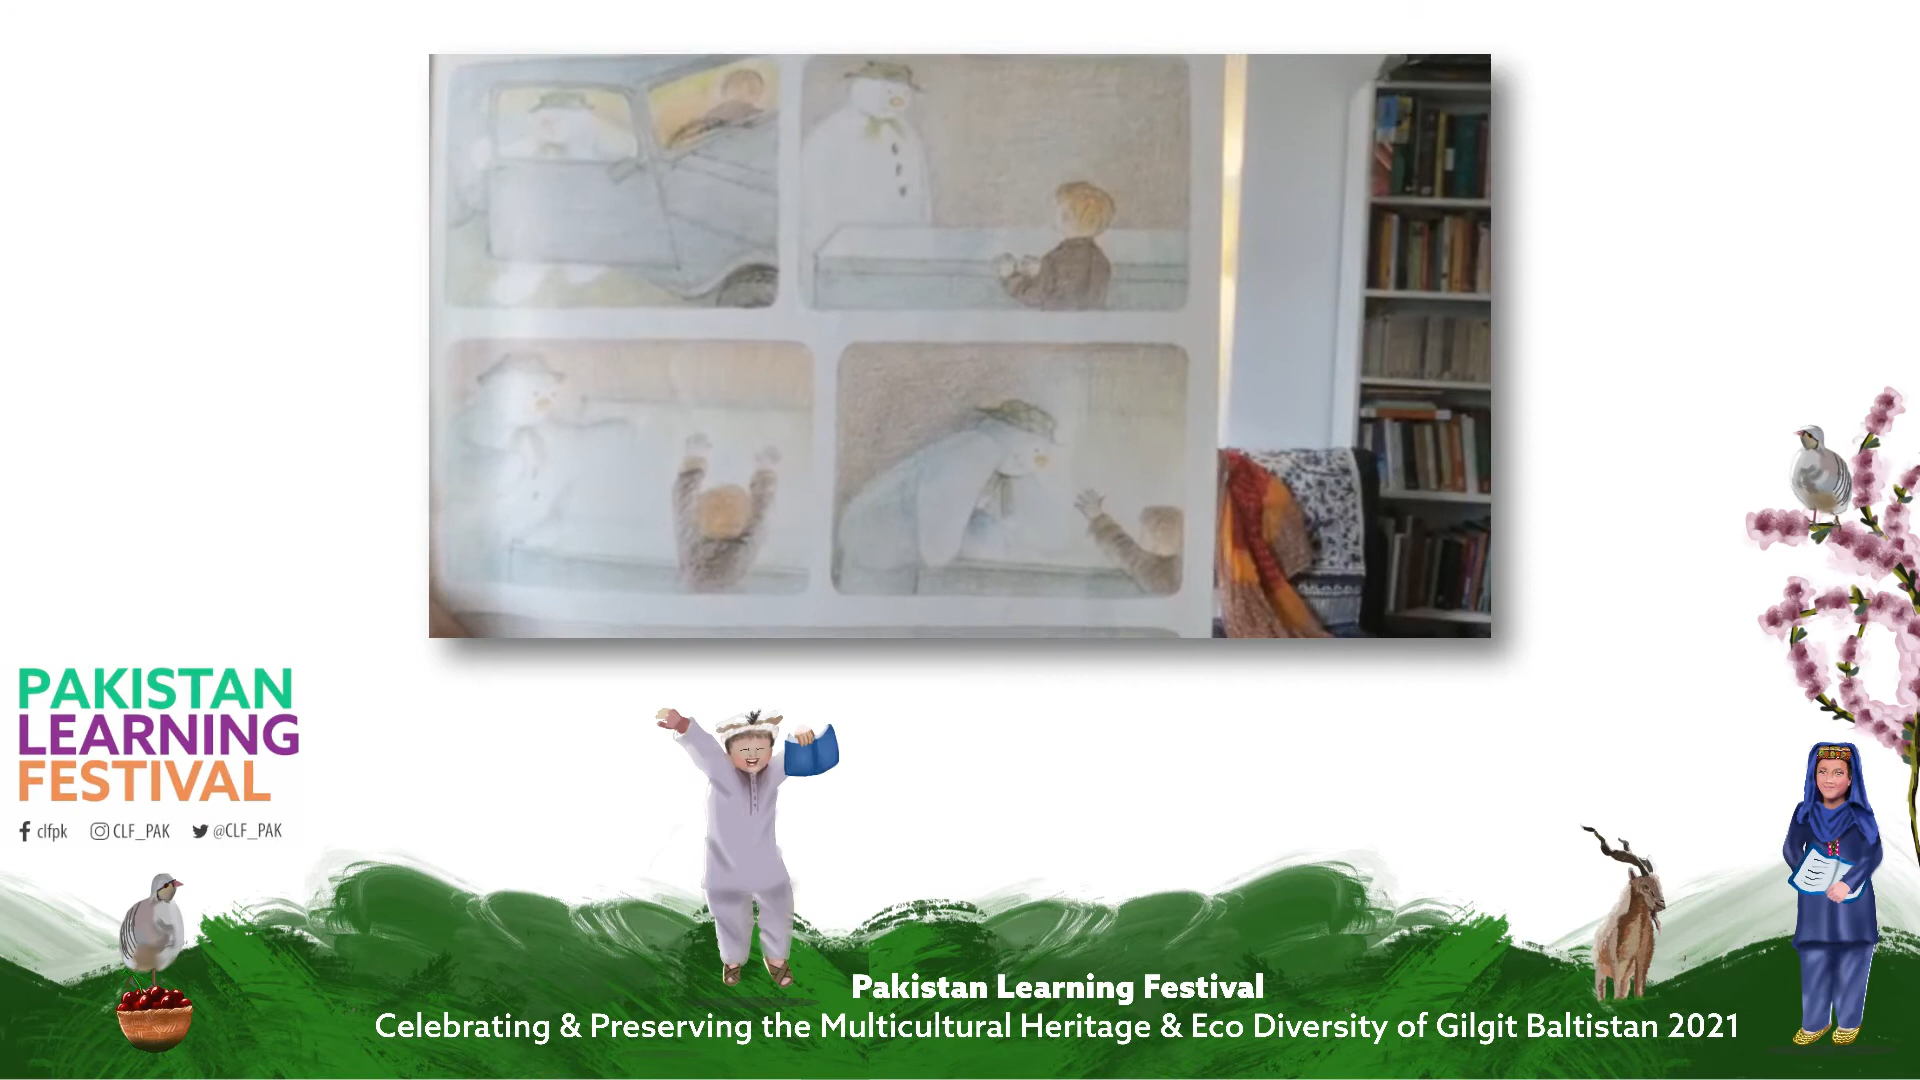 PAKISTAN
LEARNING
FESTIVAL
clfpk CLF_PAK @CLF_PAK
Pakistan Learning Festival
Celebrating & Preserving the Multicultural Heritage & Eco Diversity of Gilgit Baltistan 2021